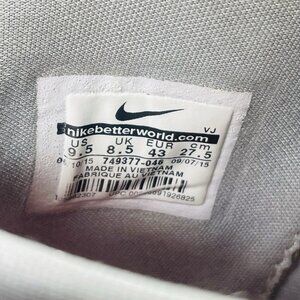 VJ
nikebetterworld.com
US UK EUR cm
9.5 8.5 43 27.5
10/15 749377-046 09/07/15
MADE IN VIETNAM
FABRIQUE AU VIETNAM